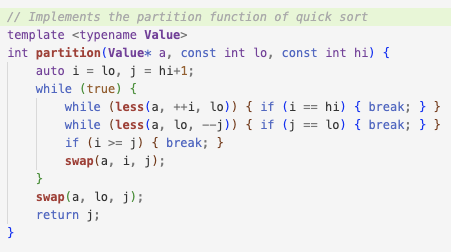 // Implements the partition function of quick sort
template <typename Value>
int partition(Value* a, const int lo, const int hi) {
    auto i = lo, j = hi+1;
    while (true) {
        while (less(a, ++i, lo)) { if (i == hi) { break; } }
        while (less(a, lo, --j)) { if (j == lo) { break; } }
        if (i >= j) { break; }
        swap(a, i, j);
    }
    swap(a, lo, j);
    return j;
}